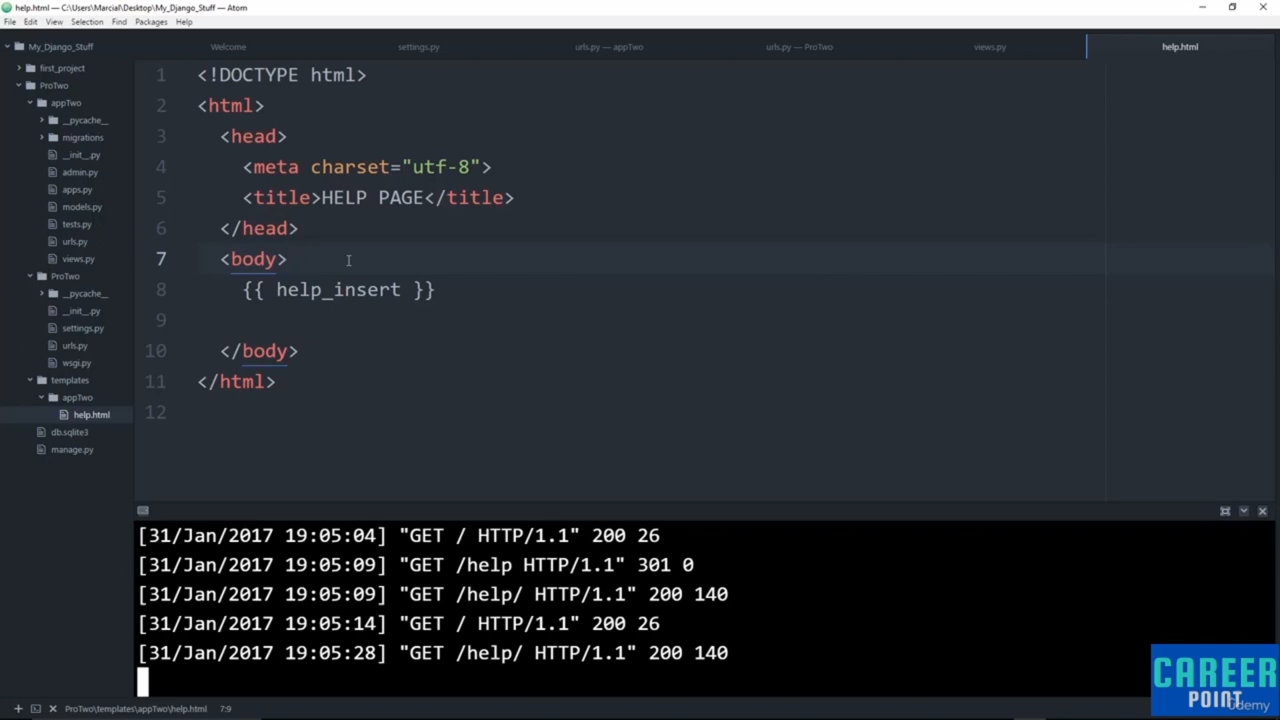 help.html — C:\Users\Marcial\Desktop\My_Django_Stuff — Atom
File Edit View Selection Find Packages Help
My_Django_Stuff
first_project
ProTwo
appTwo
__pycache__
migrations
__init__.py
admin.py
apps.py
models.py
tests.py
urls.py
views.py
ProTwo
__pycache__
__init__.py
settings.py
urls.py
wsgi.py
templates
appTwo
help.html
db.sqlite3
manage.py
Welcome settings.py urls.py — appTwo urls.py — ProTwo views.py help.html
1 <!DOCTYPE html>
2 <html>
3 <head>
4 <meta charset="utf-8">
5 <title>HELP PAGE</title>
6 </head>
7 <body>
8 {{ help_insert }}
9
10 </body>
11 </html>
12
[31/Jan/2017 19:05:04] "GET / HTTP/1.1" 200 26
[31/Jan/2017 19:05:09] "GET /help HTTP/1.1" 301 0
[31/Jan/2017 19:05:09] "GET /help/ HTTP/1.1" 200 140
[31/Jan/2017 19:05:14] "GET / HTTP/1.1" 200 26
[31/Jan/2017 19:05:28] "GET /help/ HTTP/1.1" 200 140
ProTwo\templates\appTwo\help.html 7:9
CAREER
POINT
Udemy